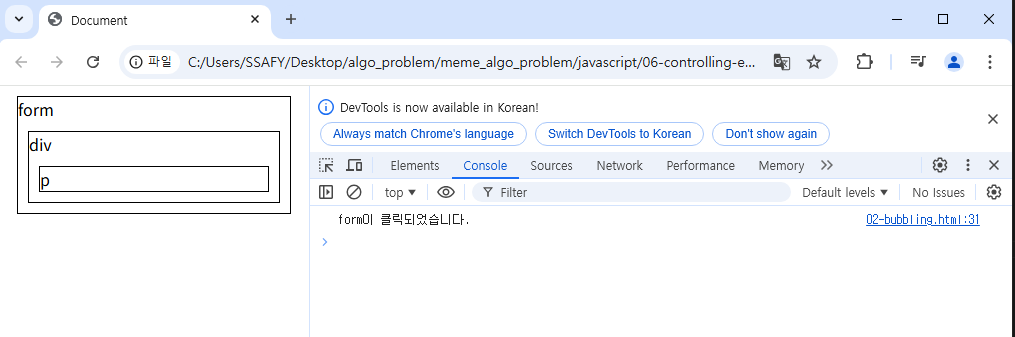 Document
파일 C:/Users/SSAFY/Desktop/algo_problem/meme_algo_problem/javascript/06-controlling-e...
form
div
p
DevTools is now available in Korean!
Always match Chrome's language Switch DevTools to Korean Don't show again
Elements Console Sources Network Performance Memory
top Filter Default levels No Issues
form이 클릭되었습니다. 02-bubbling.html:31